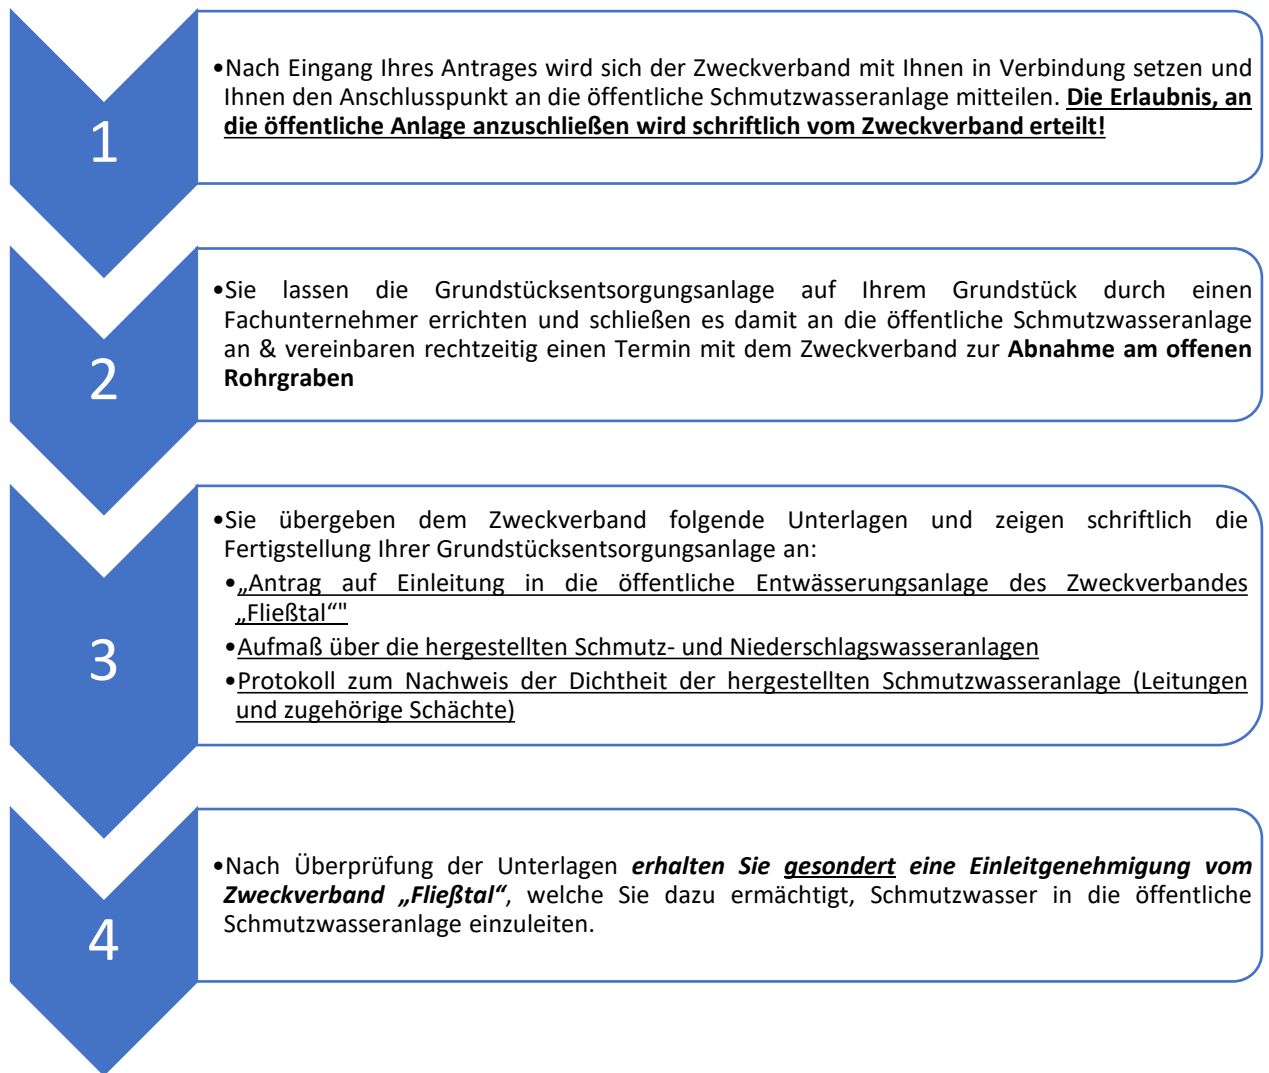 1
•Nach Eingang Ihres Antrages wird sich der Zweckverband mit Ihnen in Verbindung setzen und
Ihnen den Anschlusspunkt an die öffentliche Schmutzwasseranlage mitteilen. Die Erlaubnis, an
die öffentliche Anlage anzuschließen wird schriftlich vom Zweckverband erteilt!
2
•Sie lassen die Grundstücksentsorgungsanlage auf Ihrem Grundstück durch einen
Fachunternehmer errichten und schließen es damit an die öffentliche Schmutzwasseranlage
an & vereinbaren rechtzeitig einen Termin mit dem Zweckverband zur Abnahme am offenen
Rohrgraben
3
•Sie übergeben dem Zweckverband folgende Unterlagen und zeigen schriftlich die
Fertigstellung Ihrer Grundstücksentsorgungsanlage an:
•„Antrag auf Einleitung in die öffentliche Entwässerungsanlage des Zweckverbandes
„Fließtal“"
•Aufmaß über die hergestellten Schmutz- und Niederschlagswasseranlagen
•Protokoll zum Nachweis der Dichtheit der hergestellten Schmutzwasseranlage (Leitungen
und zugehörige Schächte)
4
•Nach Überprüfung der Unterlagen erhalten Sie gesondert eine Einleitgenehmigung vom
Zweckverband „Fließtal“, welche Sie dazu ermächtigt, Schmutzwasser in die öffentliche
Schmutzwasseranlage einzuleiten.